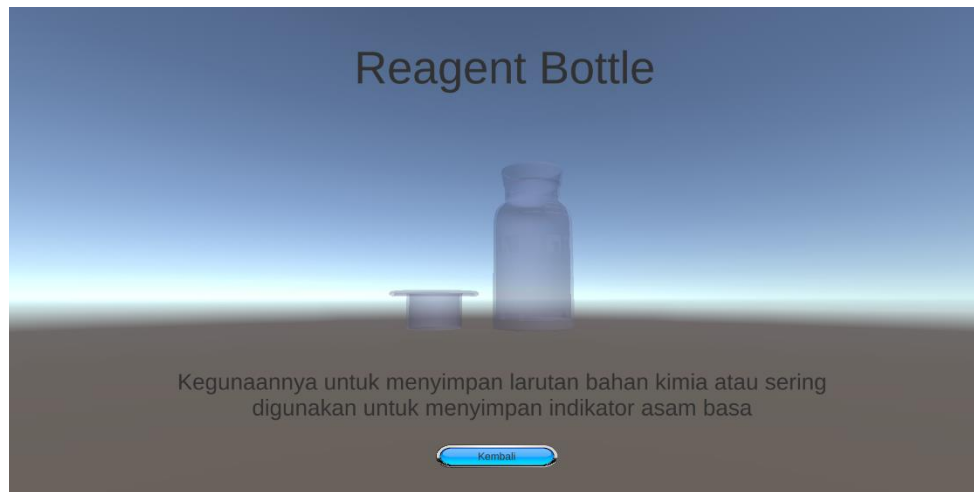 Reagent Bottle
Kegunaannya untuk menyimpan larutan bahan kimia atau sering
digunakan untuk menyimpan indikator asam basa
Kembali